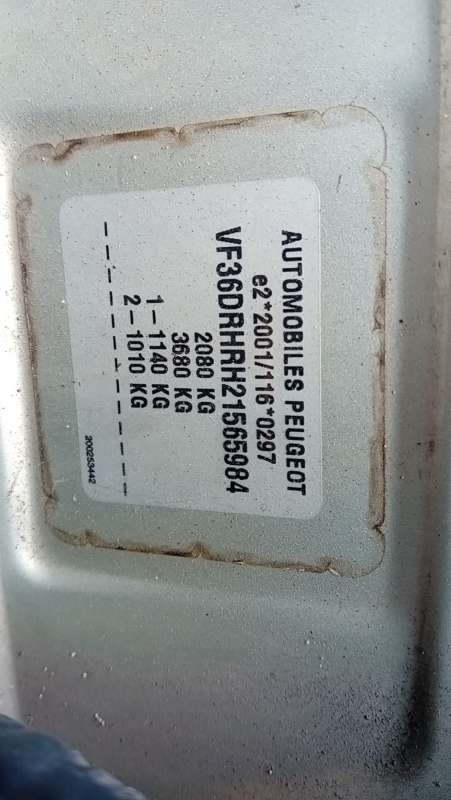 AUTOMOBILES PEUGEOT
e2*2001/116*0297
VF36DRHRH21565984
2080 KG
3680 KG
1-1140 KG
2-1010 KG
200253442